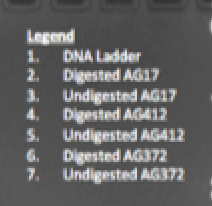 Legend
1. DNA Ladder
2. Digested AG17
3. Undigested AG17
4. Digested AG412
5. Undigested AG412
6. Digested AG372
7. Undigested AG372